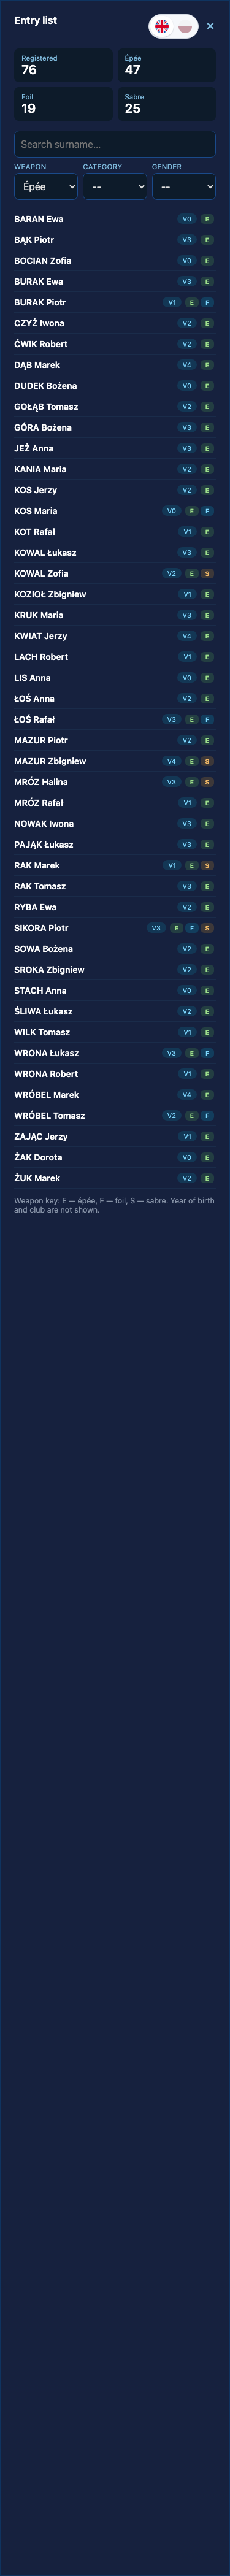 Entry list
×
Registered
76
Épée
47
Foil
19
Sabre
25
Search surname...
WEAPON CATEGORY GENDER
Épée -- --
BARAN Ewa V0 E
BĄK Piotr V3 E
BOCIAN Zofia V0 E
BURAK Ewa V3 E
BURAK Piotr V1 E F
CZYŻ Iwona V2 E
ĆWIK Robert V2 E
DĄB Marek V4 E
DUDEK Bożena V0 E
GOŁĄB Tomasz V2 E
GÓRA Bożena V3 E
JEŻ Anna V3 E
KANIA Maria V2 E
KOS Jerzy V2 E
KOS Maria V0 E F
KOT Rafał V1 E
KOWAL Łukasz V3 E
KOWAL Zofia V2 E S
KOZIOŁ Zbigniew V1 E
KRUK Maria V3 E
KWIAT Jerzy V4 E
LACH Robert V1 E
LIS Anna V0 E
ŁOŚ Anna V2 E
ŁOŚ Rafał V3 E F
MAZUR Piotr V2 E
MAZUR Zbigniew V4 E S
MRÓZ Halina V3 E S
MRÓZ Rafał V1 E
NOWAK Iwona V3 E
PAJĄK Łukasz V3 E
RAK Marek V1 E S
RAK Tomasz V3 E
RYBA Ewa V2 E
SIKORA Piotr V3 E F S
SOWA Bożena V2 E
SROKA Zbigniew V2 E
STACH Anna V0 E
ŚLIWA Łukasz V2 E
WILK Tomasz V1 E
WRONA Łukasz V3 E F
WRONA Robert V1 E
WRÓBEL Marek V4 E
WRÓBEL Tomasz V2 E F
ZAJĄC Jerzy V1 E
ŻAK Dorota V0 E
ŻUK Marek V2 E
Weapon key: E — épée, F — foil, S — sabre. Year of birth
and club are not shown.